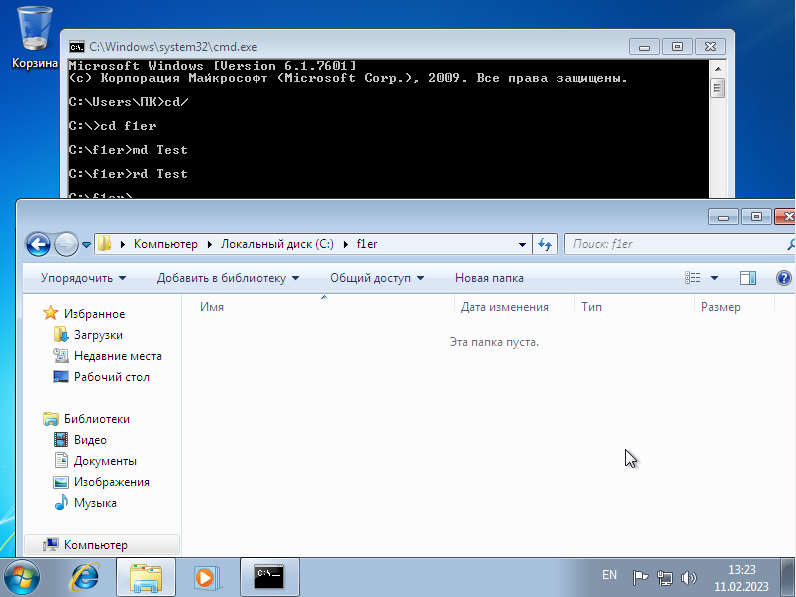 Корзина
C:\Windows\system32\cmd.exe
Microsoft Windows [Version 6.1.7601]
(c) Корпорация Майкрософт (Microsoft Corp.), 2009. Все права защищены.
C:\Users\ПК>cd/
C:\>cd f1er
C:\f1er>md Test
C:\f1er>rd Test
C:\f1er>
Компьютер Локальный диск (C:) f1er
Поиск: f1er
Упорядочить Добавить в библиотеку Общий доступ Новая папка
Имя Дата изменения Тип Размер
Эта папка пуста.
Избранное
Загрузки
Недавние места
Рабочий стол
Библиотеки
Видео
Документы
Изображения
Музыка
Компьютер
EN
13:23
11.02.2023